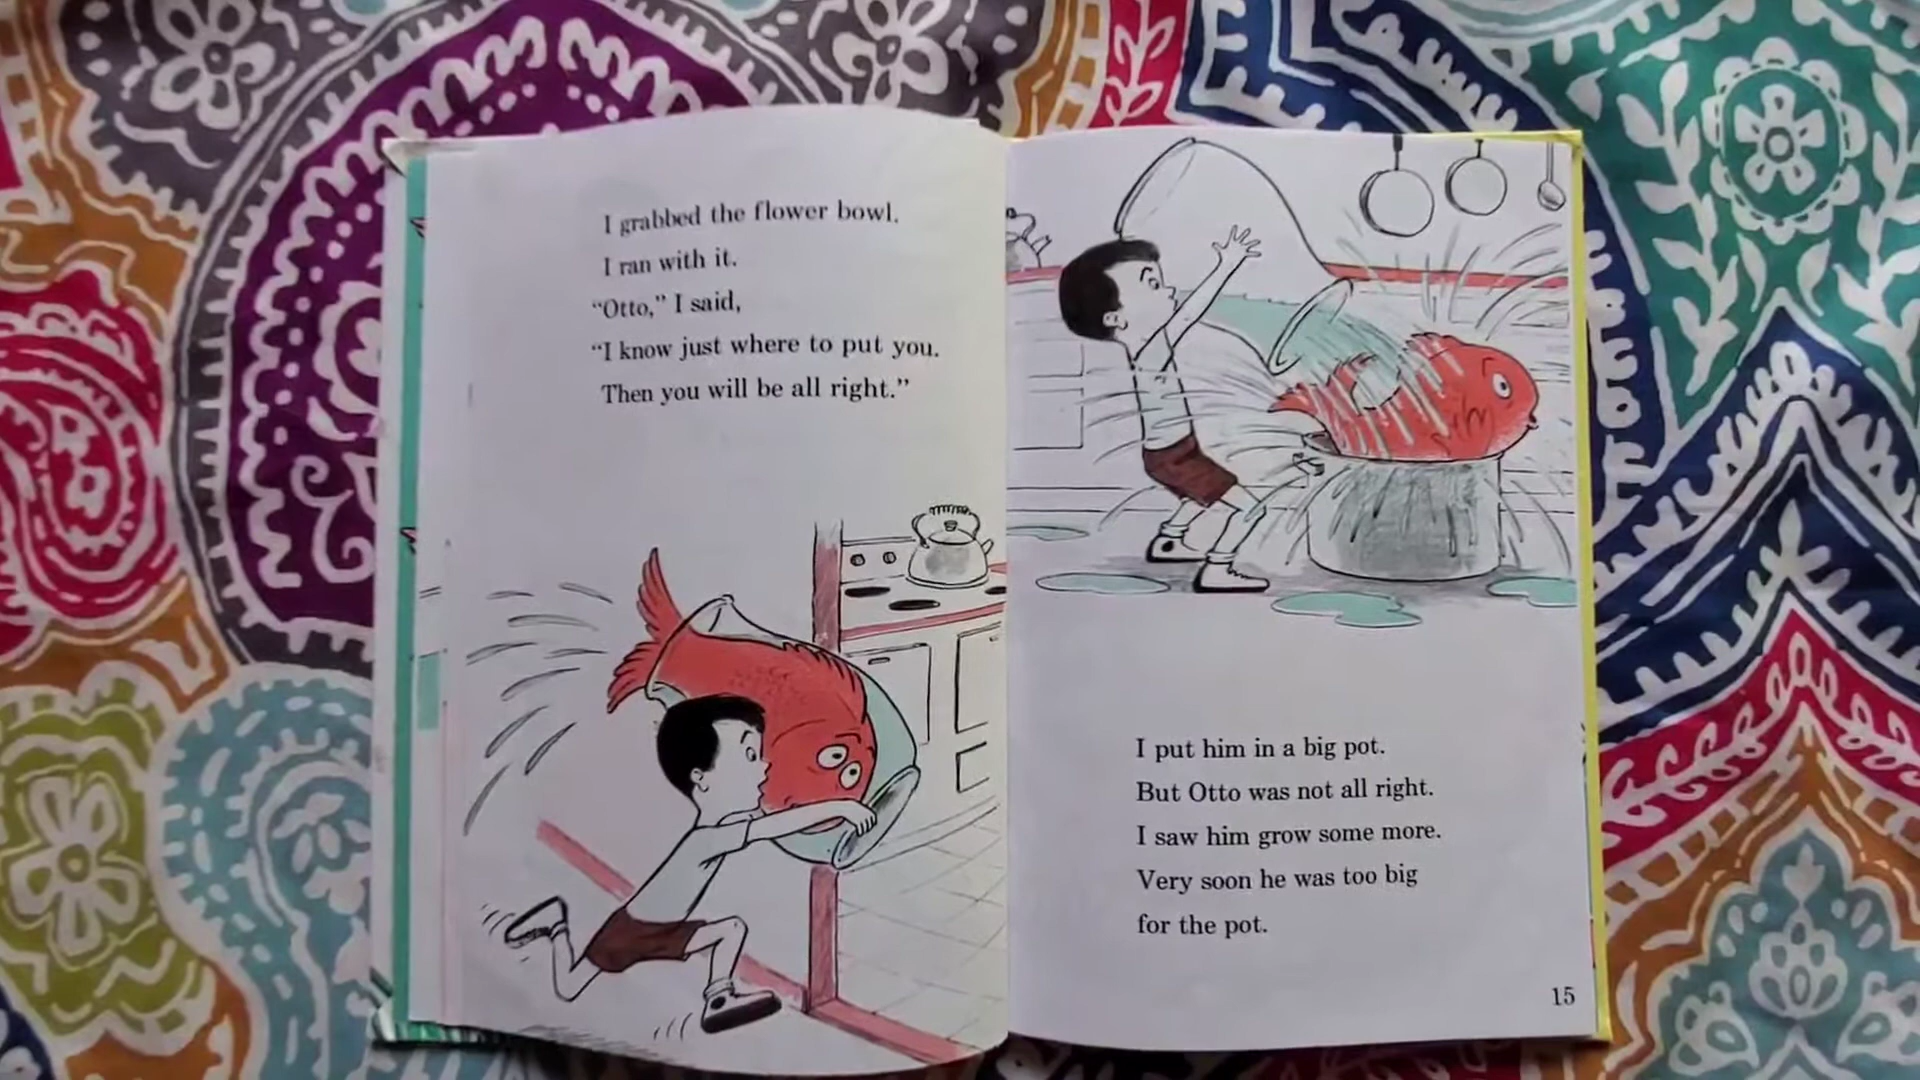 I grabbed the flower bowl.
I ran with it.
“Otto,” I said,
“I know just where to put you.
Then you will be all right.”
I put him in a big pot.
But Otto was not all right.
I saw him grow some more.
Very soon he was too big
for the pot.
15